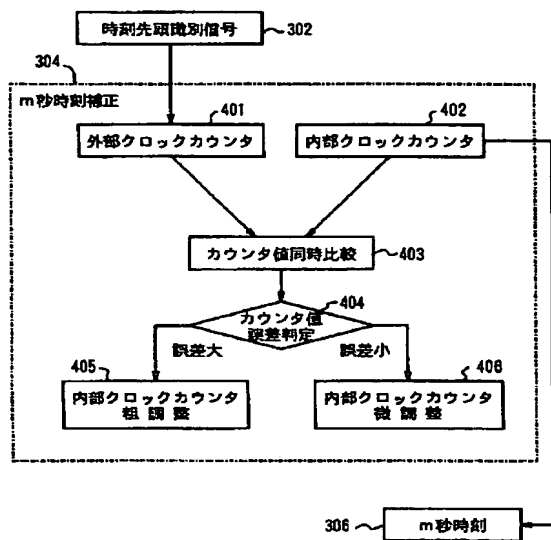 時刻先頭識別信号
302
304
m秒時刻補正
401
外部クロックカウンタ
402
内部クロックカウンタ
カウンタ値同時比較
403
カウンタ値
誤差判定
404
誤差大
誤差小
405
内部クロックカウンタ
粗調整
406
内部クロックカウンタ
微調整
306
m秒時刻